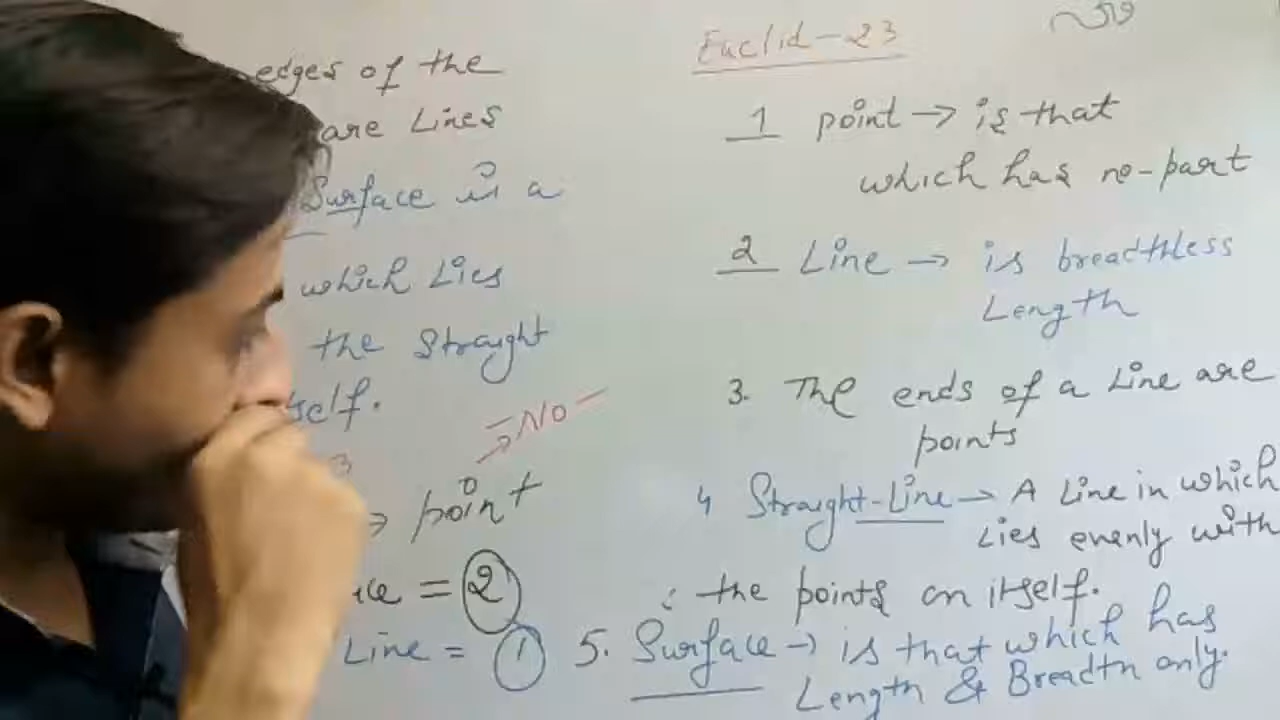 edges of the
are Lines
Surface is a
which Lies
the Straight
self.
3
→ No -
→ point
ce = 2
Line = 1
Euclid - 23
1 point → is that
which has no-part
2 Line → is breadthless
Length
3. The ends of a Line are
points
4 Straight-Line → A Line in which
Lies evenly with
the points on itself.
5. Surface → is that which has
Length & Breadth only.